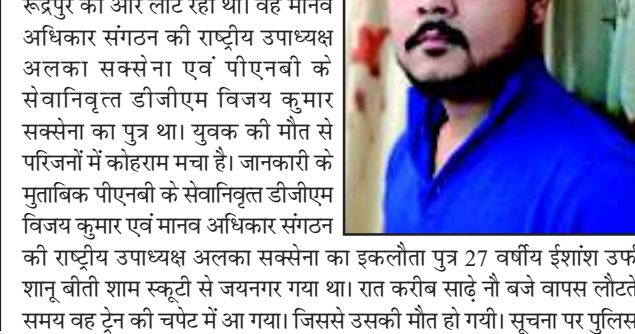 रूद्रपुर की ओर लौट रहा था। वह मानव
अधिकार संगठन की राष्ट्रीय उपाध्यक्ष
अलका सक्सेना एवं पीएनबी के
सेवानिवृत्त डीजीएम विजय कुमार
सक्सेना का पुत्र था। युवक की मौत से
परिजनों में कोहराम मचा है। जानकारी के
मुताबिक पीएनबी के सेवानिवृत्त डीजीएम
विजय कुमार एवं मानव अधिकार संगठन
की राष्ट्रीय उपाध्यक्ष अलका सक्सेना का इकलौता पुत्र 27 वर्षीय ईशांश उर्फ
शानू बीती शाम स्कूटी से जयनगर गया था। रात करीब साढ़े नौ बजे वापस लौटते
समय वह ट्रेन की चपेट में आ गया। जिससे उसकी मौत हो गयी। सूचना पर पुलिस